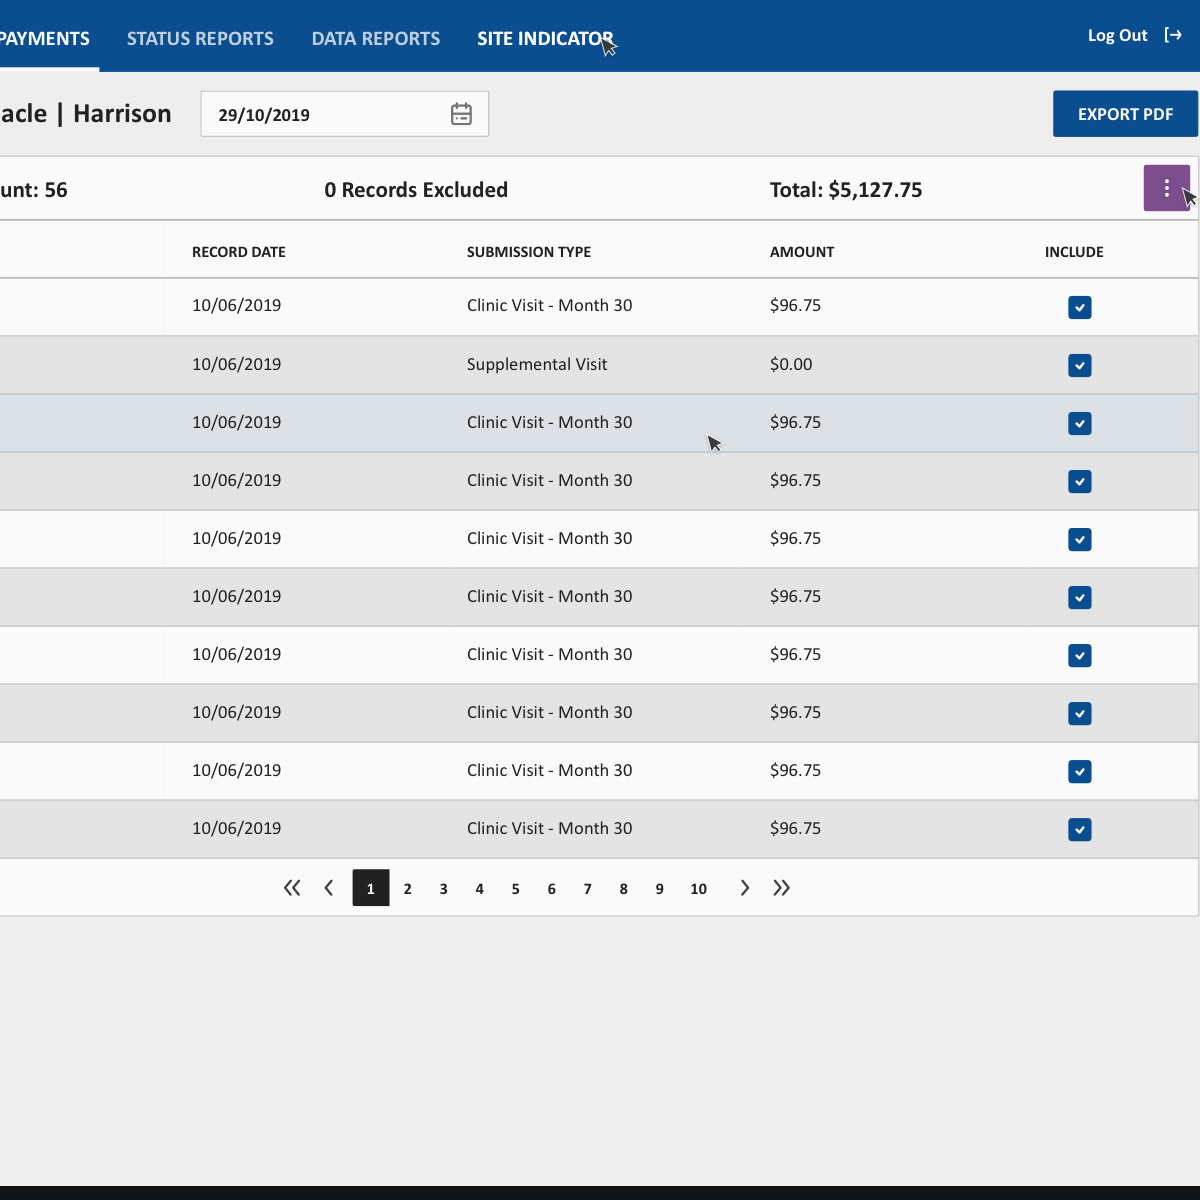 PAYMENTS STATUS REPORTS DATA REPORTS SITE INDICATOR Log Out
acle | Harrison 29/10/2019 EXPORT PDF
unt: 56 0 Records Excluded Total: $5,127.75
RECORD DATE SUBMISSION TYPE AMOUNT INCLUDE
10/06/2019 Clinic Visit - Month 30 $96.75
10/06/2019 Supplemental Visit $0.00
10/06/2019 Clinic Visit - Month 30 $96.75
10/06/2019 Clinic Visit - Month 30 $96.75
10/06/2019 Clinic Visit - Month 30 $96.75
10/06/2019 Clinic Visit - Month 30 $96.75
10/06/2019 Clinic Visit - Month 30 $96.75
10/06/2019 Clinic Visit - Month 30 $96.75
10/06/2019 Clinic Visit - Month 30 $96.75
10/06/2019 Clinic Visit - Month 30 $96.75
1 2 3 4 5 6 7 8 9 10